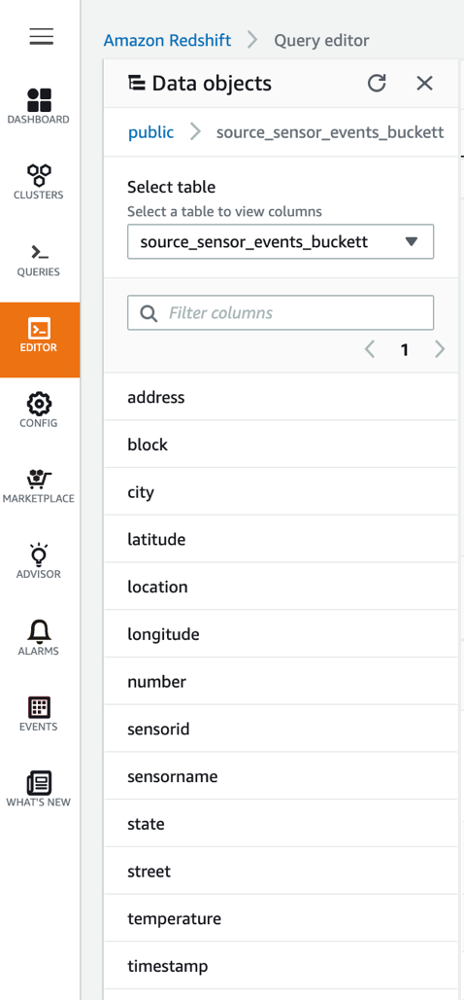 Amazon Redshift > Query editor
Data objects
public > source_sensor_events_buckett
Select table
Select a table to view columns
source_sensor_events_buckett
Filter columns
1
address
block
city
latitude
location
longitude
number
sensorid
sensorname
state
street
temperature
timestamp
DASHBOARD
CLUSTERS
QUERIES
EDITOR
CONFIG
MARKETPLACE
ADVISOR
ALARMS
EVENTS
WHAT'S NEW